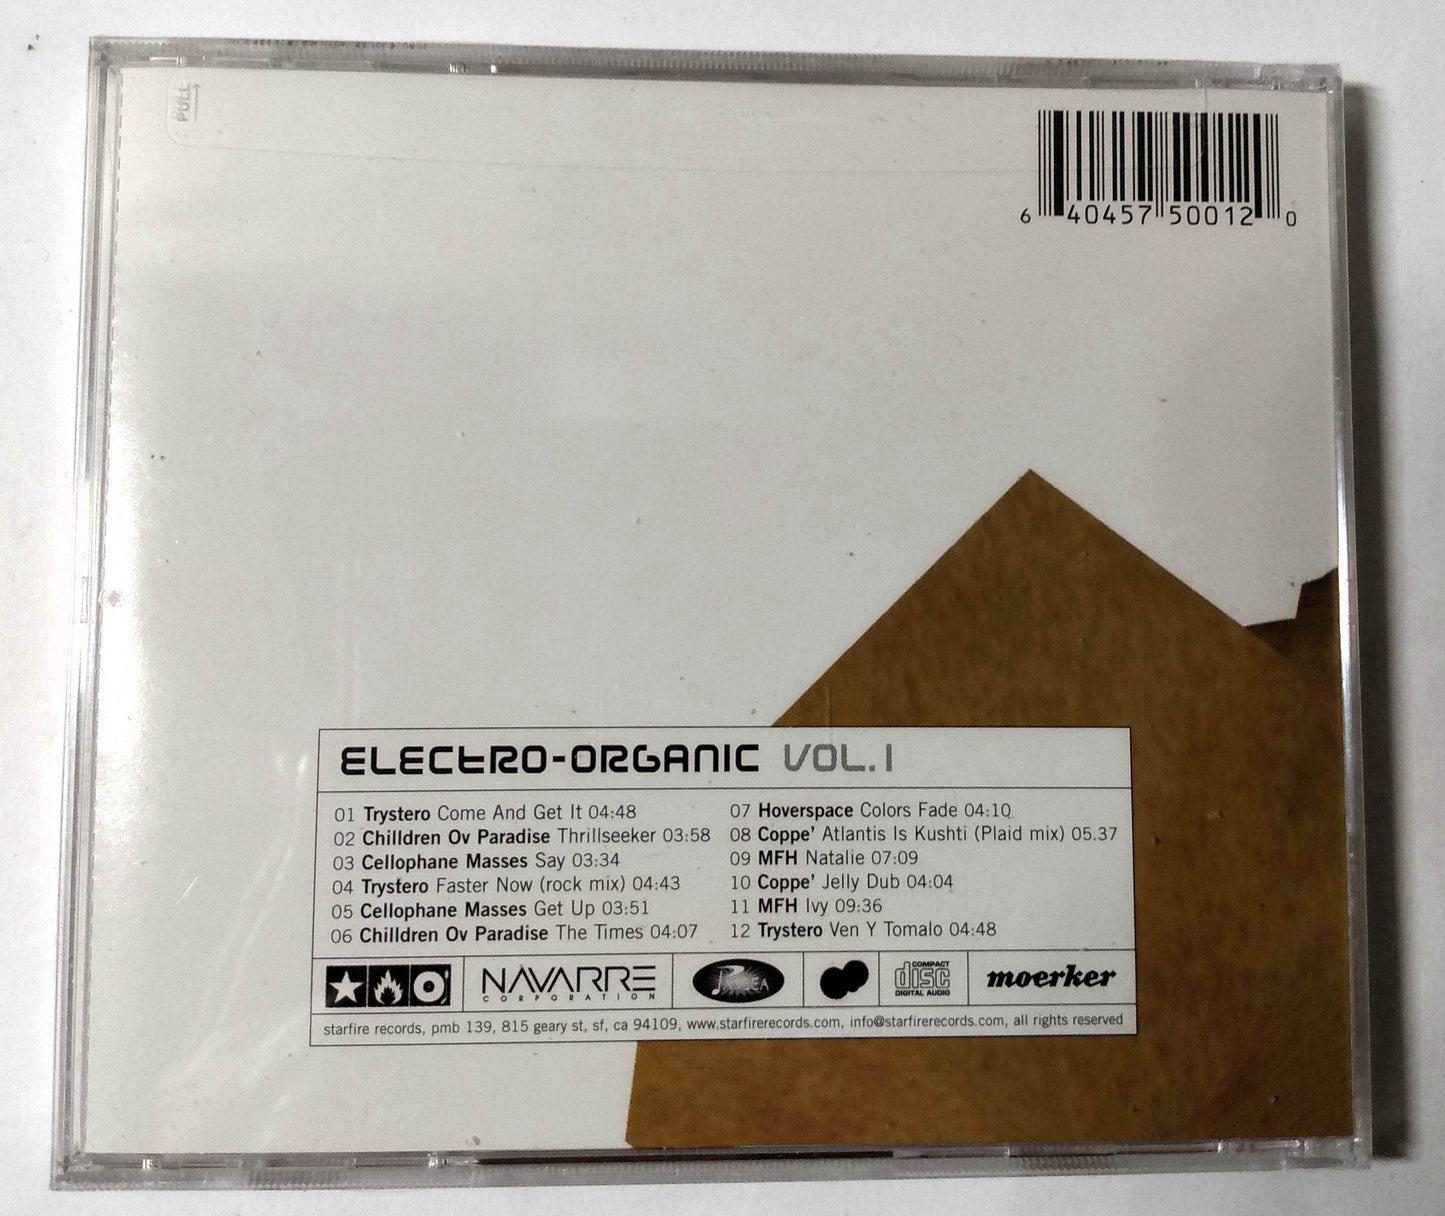 PULL
6 40457 50012 0
ELECTRO-ORGANIC VOL.1
01 Trystero Come And Get It 04:48
02 Chilldren Ov Paradise Thrillseeker 03:58
03 Cellophane Masses Say 03:34
04 Trystero Faster Now (rock mix) 04:43
05 Cellophane Masses Get Up 03:51
06 Chilldren Ov Paradise The Times 04:07
07 Hoverspace Colors Fade 04:10
08 Coppe' Atlantis Is Kushti (Plaid mix) 05.37
09 MFH Natalie 07:09
10 Coppe' Jelly Dub 04:04
11 MFH Ivy 09:36
12 Trystero Ven Y Tomalo 04:48
NAVARRE
CORPORATION
COMPACT
disc
DIGITAL AUDIO
moerker
starfire records, pmb 139, 815 geary st, sf, ca 94109, www.starfirerecords.com, info@starfirerecords.com, all rights reserved